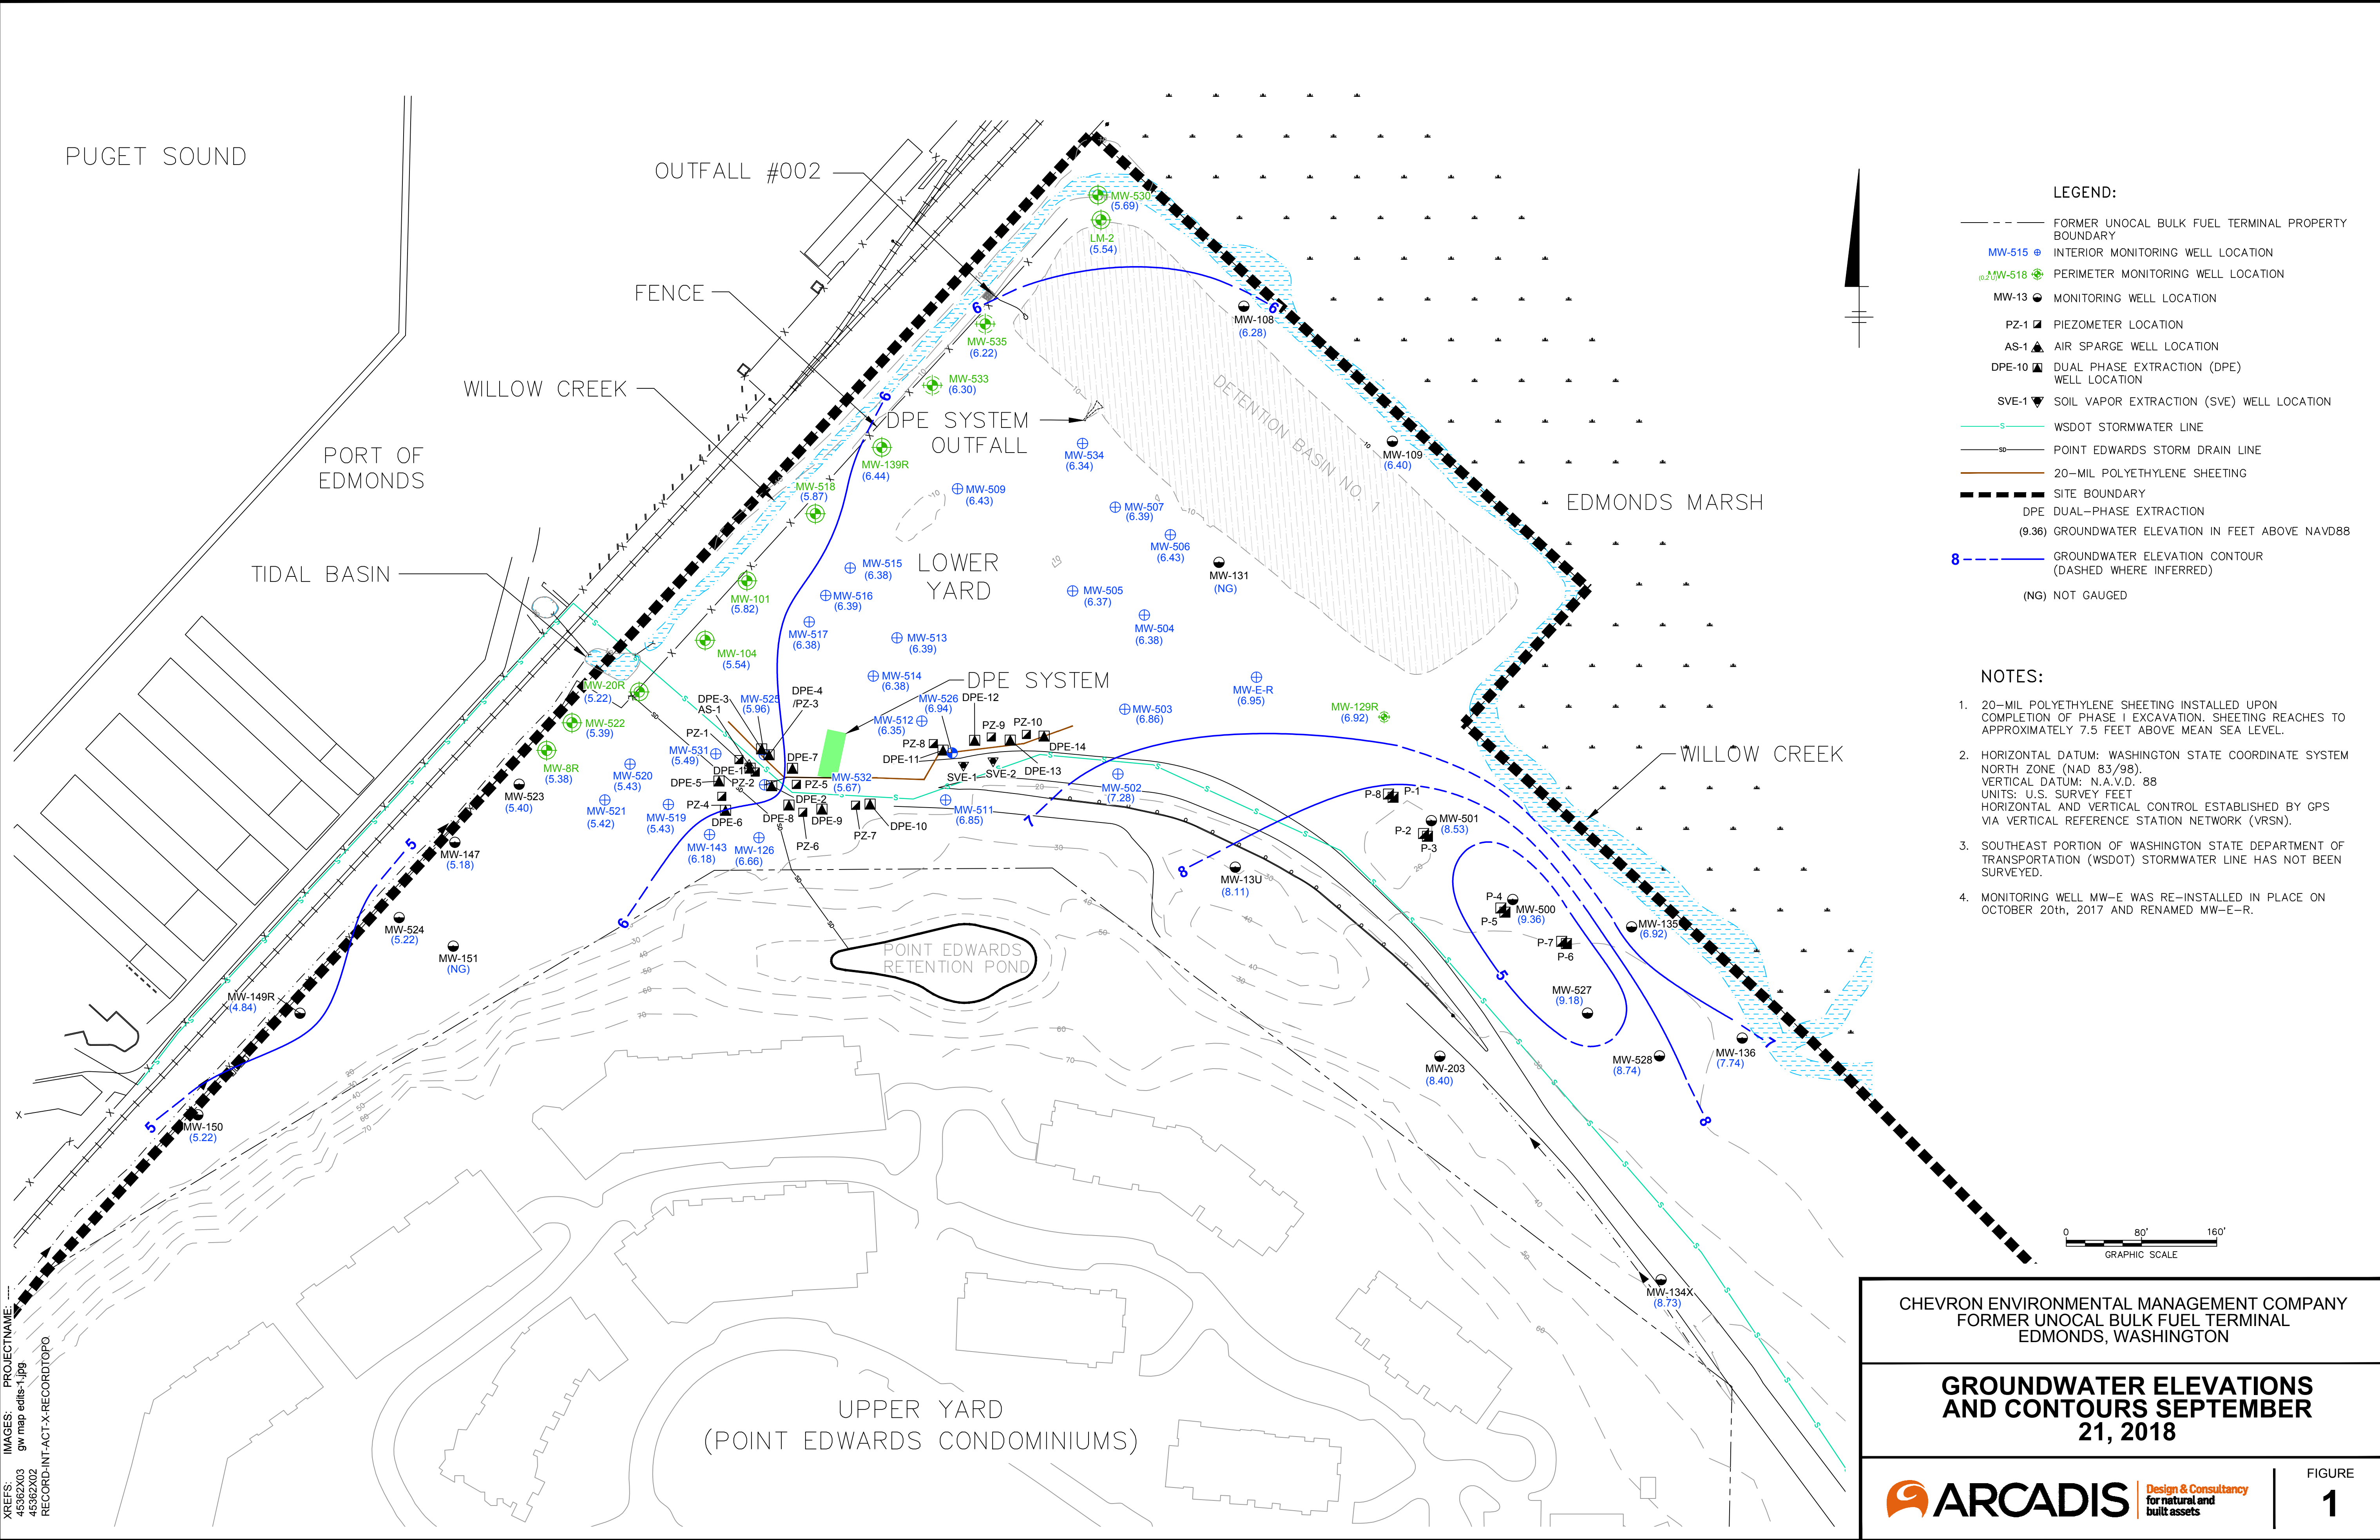 PUGET SOUND
OUTFALL #002
FENCE
WILLOW CREEK
PORT OF
EDMONDS
TIDAL BASIN
DPE SYSTEM
OUTFALL
LOWER
YARD
DPE SYSTEM
DETENTION BASIN NO. 1
EDMONDS MARSH
WILLOW CREEK
POINT EDWARDS
RETENTION POND
UPPER YARD
(POINT EDWARDS CONDOMINIUMS)
MW-530
(5.69)
LM-2
(5.54)
MW-535
(6.22)
MW-533
(6.30)
MW-139R
(6.44)
MW-518
(5.87)
MW-101
(5.82)
MW-104
(5.54)
MW-20R
(5.22)
MW-522
(5.39)
MW-8R
(5.38)
MW-523
(5.40)
MW-147
(5.18)
MW-524
(5.22)
MW-151
(NG)
MW-149R
(4.84)
MW-150
(5.22)
MW-108
(6.28)
MW-109
(6.40)
MW-534
(6.34)
MW-509
(6.43)
MW-507
(6.39)
MW-506
(6.43)
MW-131
(NG)
MW-515
(6.38)
MW-516
(6.39)
MW-517
(6.38)
MW-505
(6.37)
MW-504
(6.38)
MW-513
(6.39)
MW-514
(6.38)
MW-E-R
(6.95)
MW-129R
(6.92)
MW-503
(6.86)
MW-526
(6.94)
MW-512
(6.35)
DPE-12
PZ-9
PZ-10
DPE-14
PZ-8
DPE-11
SVE-1
SVE-2
DPE-13
DPE-3
AS-1
MW-525
(5.96)
DPE-4
/PZ-3
PZ-1
MW-531
(5.49)
DPE-7
DPE-1
DPE-5
PZ-2
PZ-5
MW-532
(5.67)
PZ-4
DPE-2
DPE-6
DPE-8
DPE-9
PZ-6
PZ-7
DPE-10
MW-520
(5.43)
MW-521
(5.42)
MW-519
(5.43)
MW-143
(6.18)
MW-126
(6.66)
MW-511
(6.85)
MW-502
(7.28)
MW-13U
(8.11)
P-8
P-1
MW-501
(8.53)
P-2
P-3
P-4
MW-500
(9.36)
P-5
P-7
P-6
MW-135
(6.92)
MW-527
(9.18)
MW-528
(8.74)
MW-136
(7.74)
MW-203
(8.40)
MW-134X
(8.73)
6
6
6
6
5
5
7
7
8
8
5
LEGEND:
FORMER UNOCAL BULK FUEL TERMINAL PROPERTY
BOUNDARY
MW-515 INTERIOR MONITORING WELL LOCATION
MW-518 PERIMETER MONITORING WELL LOCATION
MW-13 MONITORING WELL LOCATION
PZ-1 PIEZOMETER LOCATION
AS-1 AIR SPARGE WELL LOCATION
DPE-10 DUAL PHASE EXTRACTION (DPE)
WELL LOCATION
SVE-1 SOIL VAPOR EXTRACTION (SVE) WELL LOCATION
S WSDOT STORMWATER LINE
SD POINT EDWARDS STORM DRAIN LINE
20-MIL POLYETHYLENE SHEETING
SITE BOUNDARY
DPE DUAL-PHASE EXTRACTION
(9.36) GROUNDWATER ELEVATION IN FEET ABOVE NAVD88
8 GROUNDWATER ELEVATION CONTOUR
(DASHED WHERE INFERRED)
(NG) NOT GAUGED
NOTES:
1. 20-MIL POLYETHYLENE SHEETING INSTALLED UPON
COMPLETION OF PHASE I EXCAVATION. SHEETING REACHES TO
APPROXIMATELY 7.5 FEET ABOVE MEAN SEA LEVEL.
2. HORIZONTAL DATUM: WASHINGTON STATE COORDINATE SYSTEM
NORTH ZONE (NAD 83/98).
VERTICAL DATUM: N.A.V.D. 88
UNITS: U.S. SURVEY FEET
HORIZONTAL AND VERTICAL CONTROL ESTABLISHED BY GPS
VIA VERTICAL REFERENCE STATION NETWORK (VRSN).
3. SOUTHEAST PORTION OF WASHINGTON STATE DEPARTMENT OF
TRANSPORTATION (WSDOT) STORMWATER LINE HAS NOT BEEN
SURVEYED.
4. MONITORING WELL MW-E WAS RE-INSTALLED IN PLACE ON
OCTOBER 20th, 2017 AND RENAMED MW-E-R.
0 80' 160'
GRAPHIC SCALE
CHEVRON ENVIRONMENTAL MANAGEMENT COMPANY
FORMER UNOCAL BULK FUEL TERMINAL
EDMONDS, WASHINGTON
GROUNDWATER ELEVATIONS
AND CONTOURS SEPTEMBER
21, 2018
ARCADIS
Design & Consultancy
for natural and
built assets
FIGURE
1
XREFS: IMAGES: PROJECTNAME: ----
45362X03 gw map edits-1.jpg
45362X02
RECORD-INT-ACT-X-RECORDTOPO